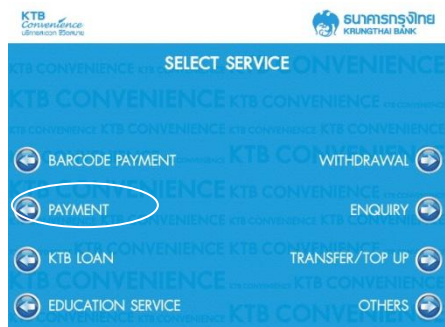 KTB
Convenience
ธนาคารกรุงไทย
KRUNGTHAI BANK
SELECT SERVICE
BARCODE PAYMENT
WITHDRAWAL
PAYMENT
ENQUIRY
KTB LOAN
TRANSFER/TOP UP
EDUCATION SERVICE
OTHERS